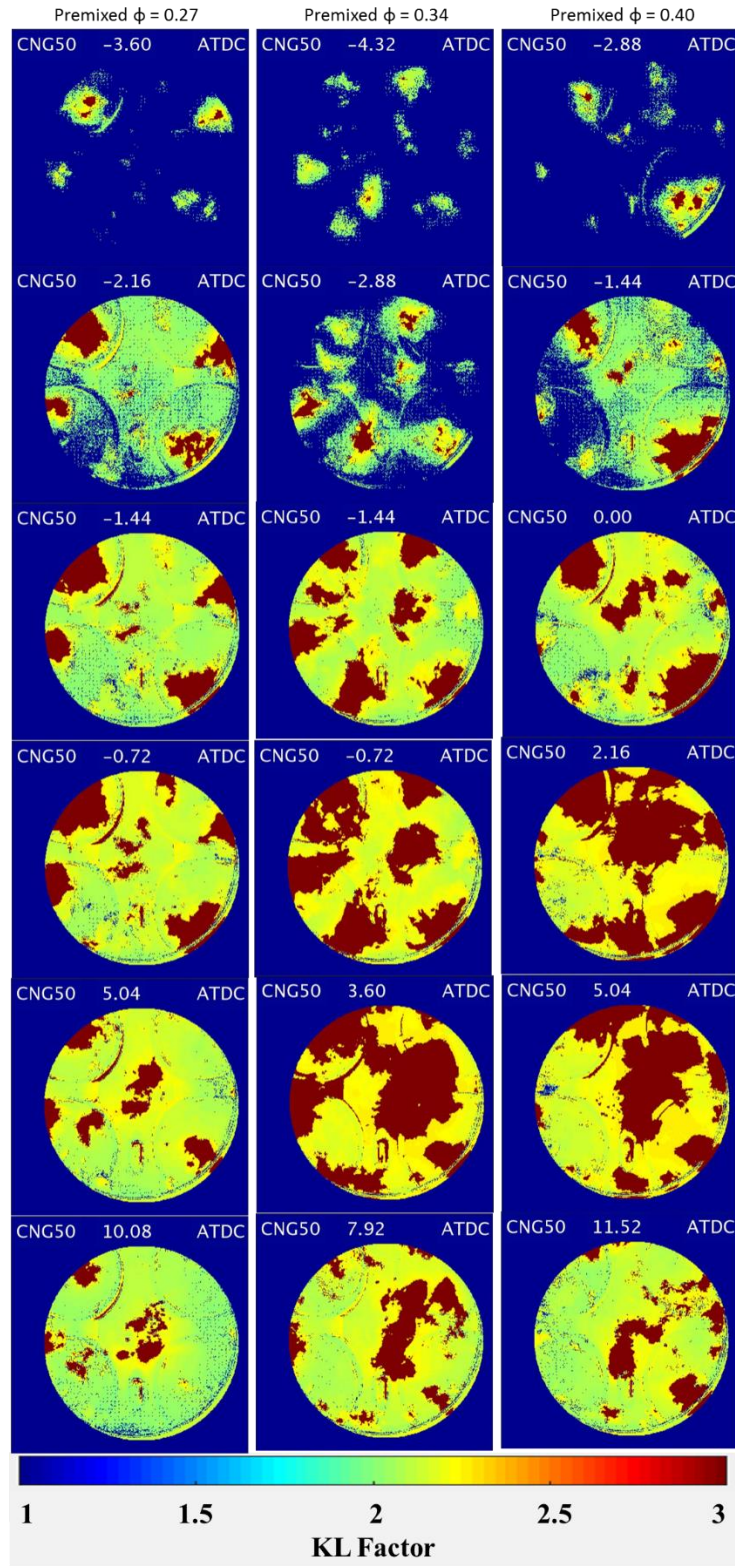 Premixed ϕ = 0.27 Premixed ϕ = 0.34 Premixed ϕ = 0.40
CNG50 −3.60 ATDC CNG50 −4.32 ATDC CNG50 −2.88 ATDC
CNG50 −2.16 ATDC CNG50 −2.88 ATDC CNG50 −1.44 ATDC
CNG50 −1.44 ATDC CNG50 −1.44 ATDC CNG50 0.00 ATDC
CNG50 −0.72 ATDC CNG50 −0.72 ATDC CNG50 2.16 ATDC
CNG50 5.04 ATDC CNG50 3.60 ATDC CNG50 5.04 ATDC
CNG50 10.08 ATDC CNG50 7.92 ATDC CNG50 11.52 ATDC
1 1.5 2 2.5 3
KL Factor